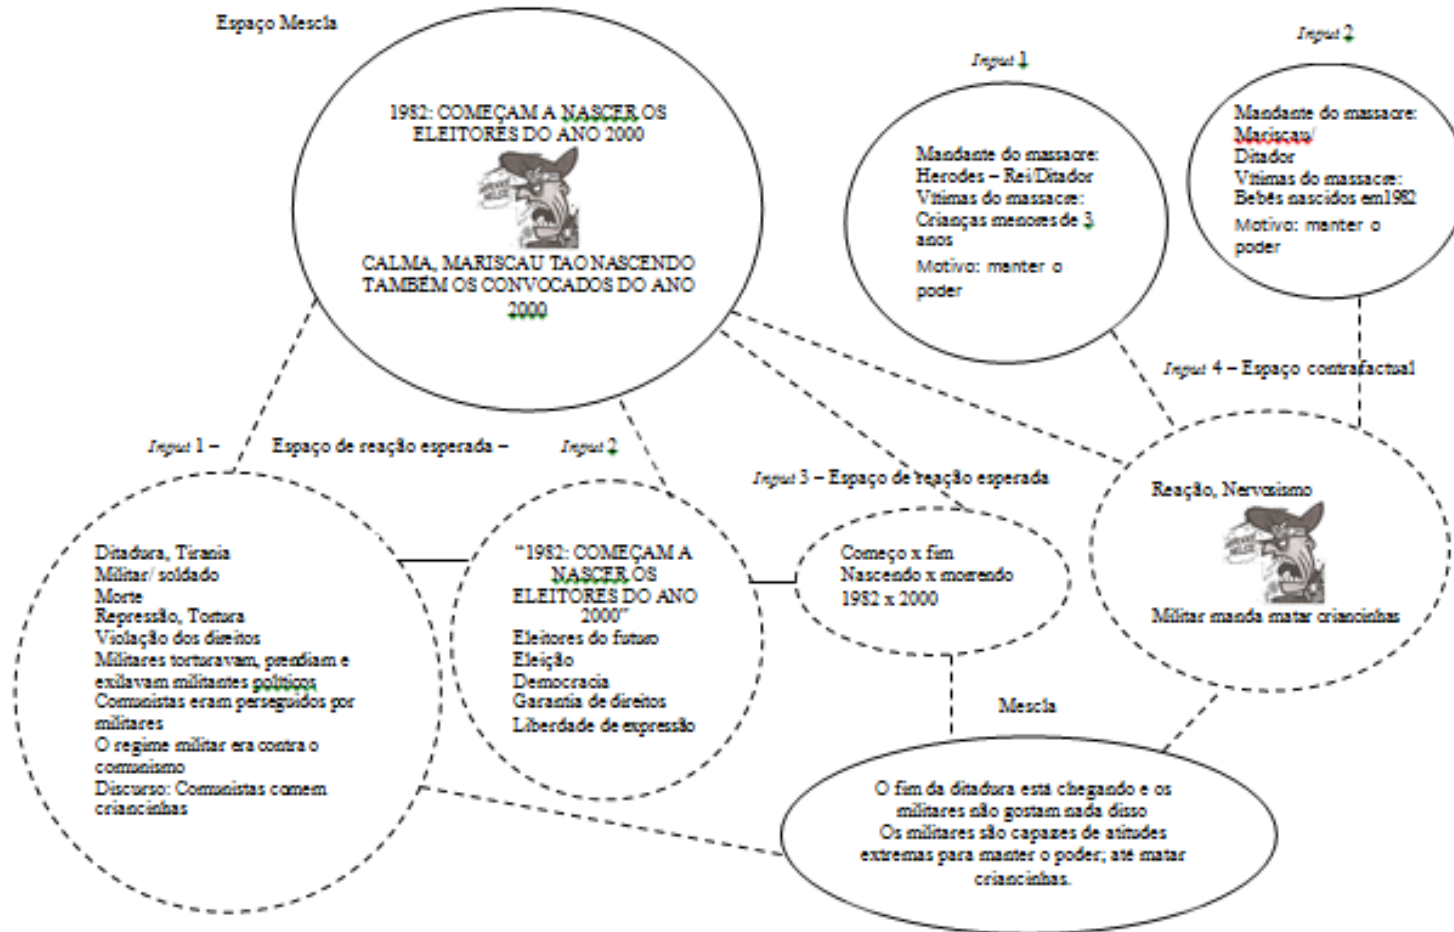 Espaço Mescla
1982: COMEÇAM A NASCER OS
ELEITORES DO ANO 2000
CALMA, MARISCAU TAO NASCENDO
TAMBÉM OS CONVOCADOS DO ANO
2000
Input 1
Mandante do massacre:
Herodes – Rei/Ditador
Vítimas do massacre:
Crianças menores de 3
anos
Motivo: manter o
poder
Input 2
Mandante do massacre:
Mariscau/
Ditador
Vítimas do massacre:
Bebês nascidos em1982
Motivo: manter o
poder
Input 4 – Espaço contrafactual
Input 1 – Espaço de reação esperada – Input 2
Input 3 – Espaço de reação esperada
Ditadura, Tirania
Militar/ soldado
Morte
Repressão, Tortura
Violação dos direitos
Militares torturavam, prendiam e
exilavam militantes políticos
Comunistas eram perseguidos por
militares
O regime militar era contra o
comunismo
Discurso: Comunistas comem
criancinhas
“1982: COMEÇAM A
NASCER OS
ELEITORES DO ANO
2000”
Eleitores do futuro
Eleição
Democracia
Garantia de direitos
Liberdade de expressão
Começo x fim
Nascendo x morrendo
1982 x 2000
Reação, Nervosismo
Militar manda matar criancinhas
Mescla
O fim da ditadura está chegando e os
militares não gostam nada disso
Os militares são capazes de atitudes
extremas para manter o poder; até matar
criancinhas.